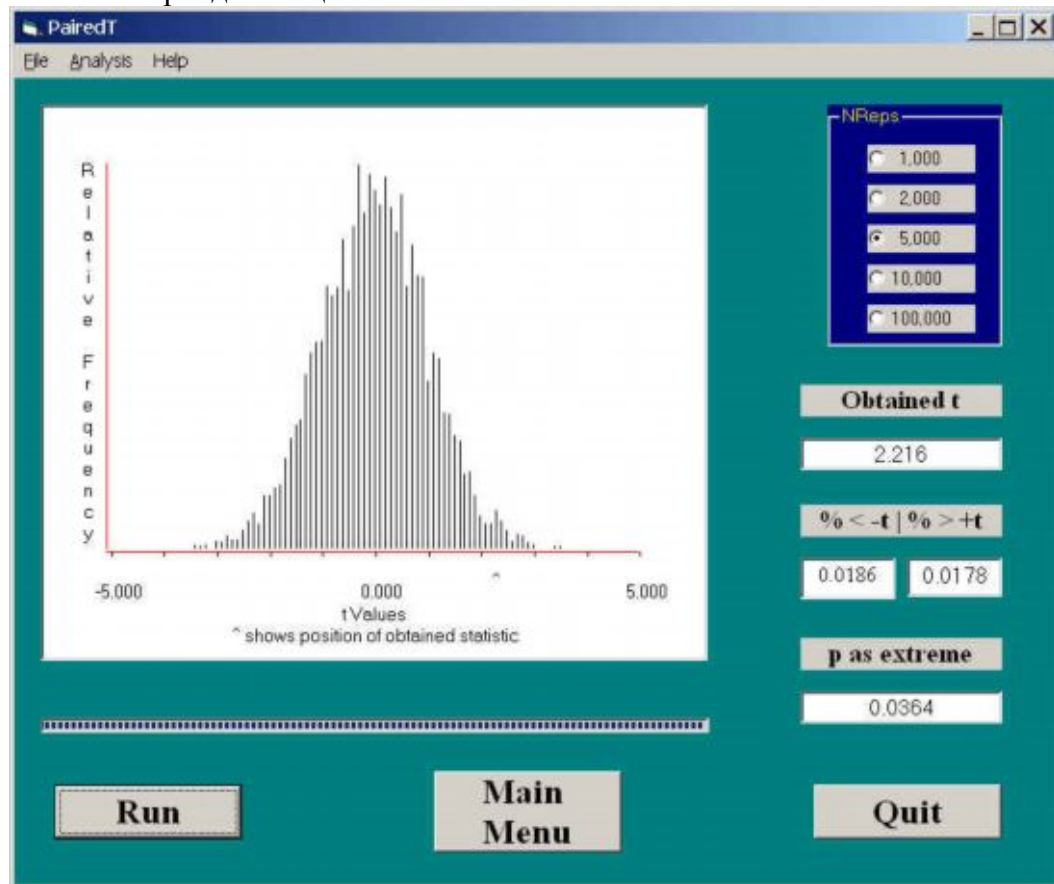 PairedT
File Analysis Help
Relative Frequency
-5.000 0.000 5.000
^
t Values
^ shows position of obtained statistic
NReps
1,000
2,000
5,000
10,000
100,000
Obtained t
2.216
% < -t | % > +t
0.0186 0.0178
p as extreme
0.0364
Run
Main
Menu
Quit